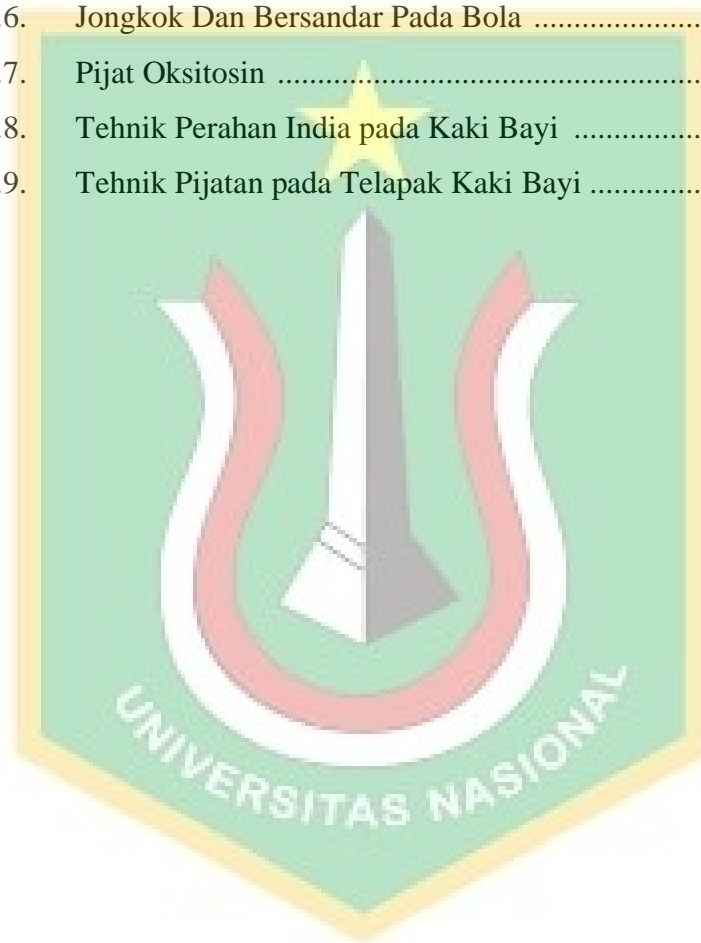 .6. Jongkok Dan Bersandar Pada Bola .....................
.7. Pijat Oksitosin ...................................................
.8. Tehnik Perahan India pada Kaki Bayi ................
.9. Tehnik Pijatan pada Telapak Kaki Bayi ..............
UNIVERSITAS NASIONAL